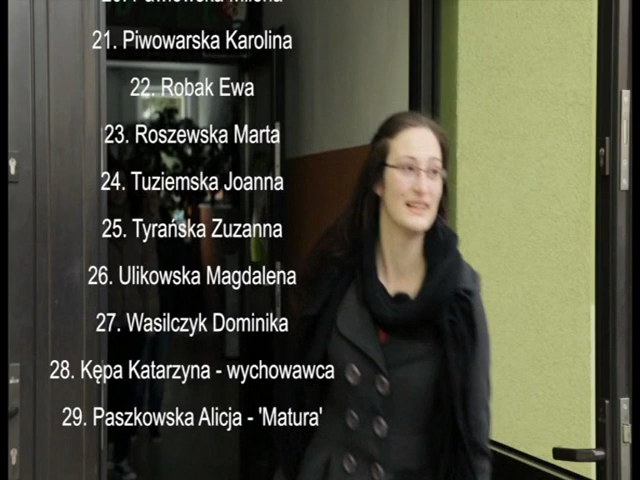 21. Piwowarska Karolina
22. Robak Ewa
23. Roszewska Marta
24. Tuziemska Joanna
25. Tyrańska Zuzanna
26. Ulikowska Magdalena
27. Wasilczyk Dominika
28. Kępa Katarzyna - wychowawca
29. Paszkowska Alicja - 'Matura'